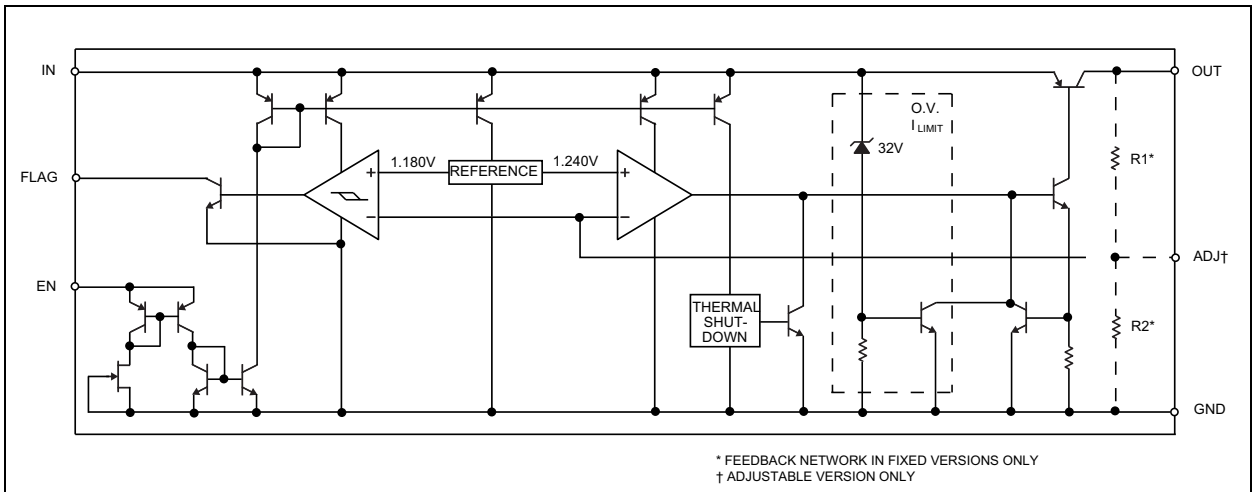 IN
OUT
O.V.
I LIMIT
32V
R1*
FLAG
1.180V
REFERENCE
1.240V
+
+
−
−
ADJ†
EN
THERMAL
SHUT-
DOWN
R2*
GND
* FEEDBACK NETWORK IN FIXED VERSIONS ONLY
† ADJUSTABLE VERSION ONLY